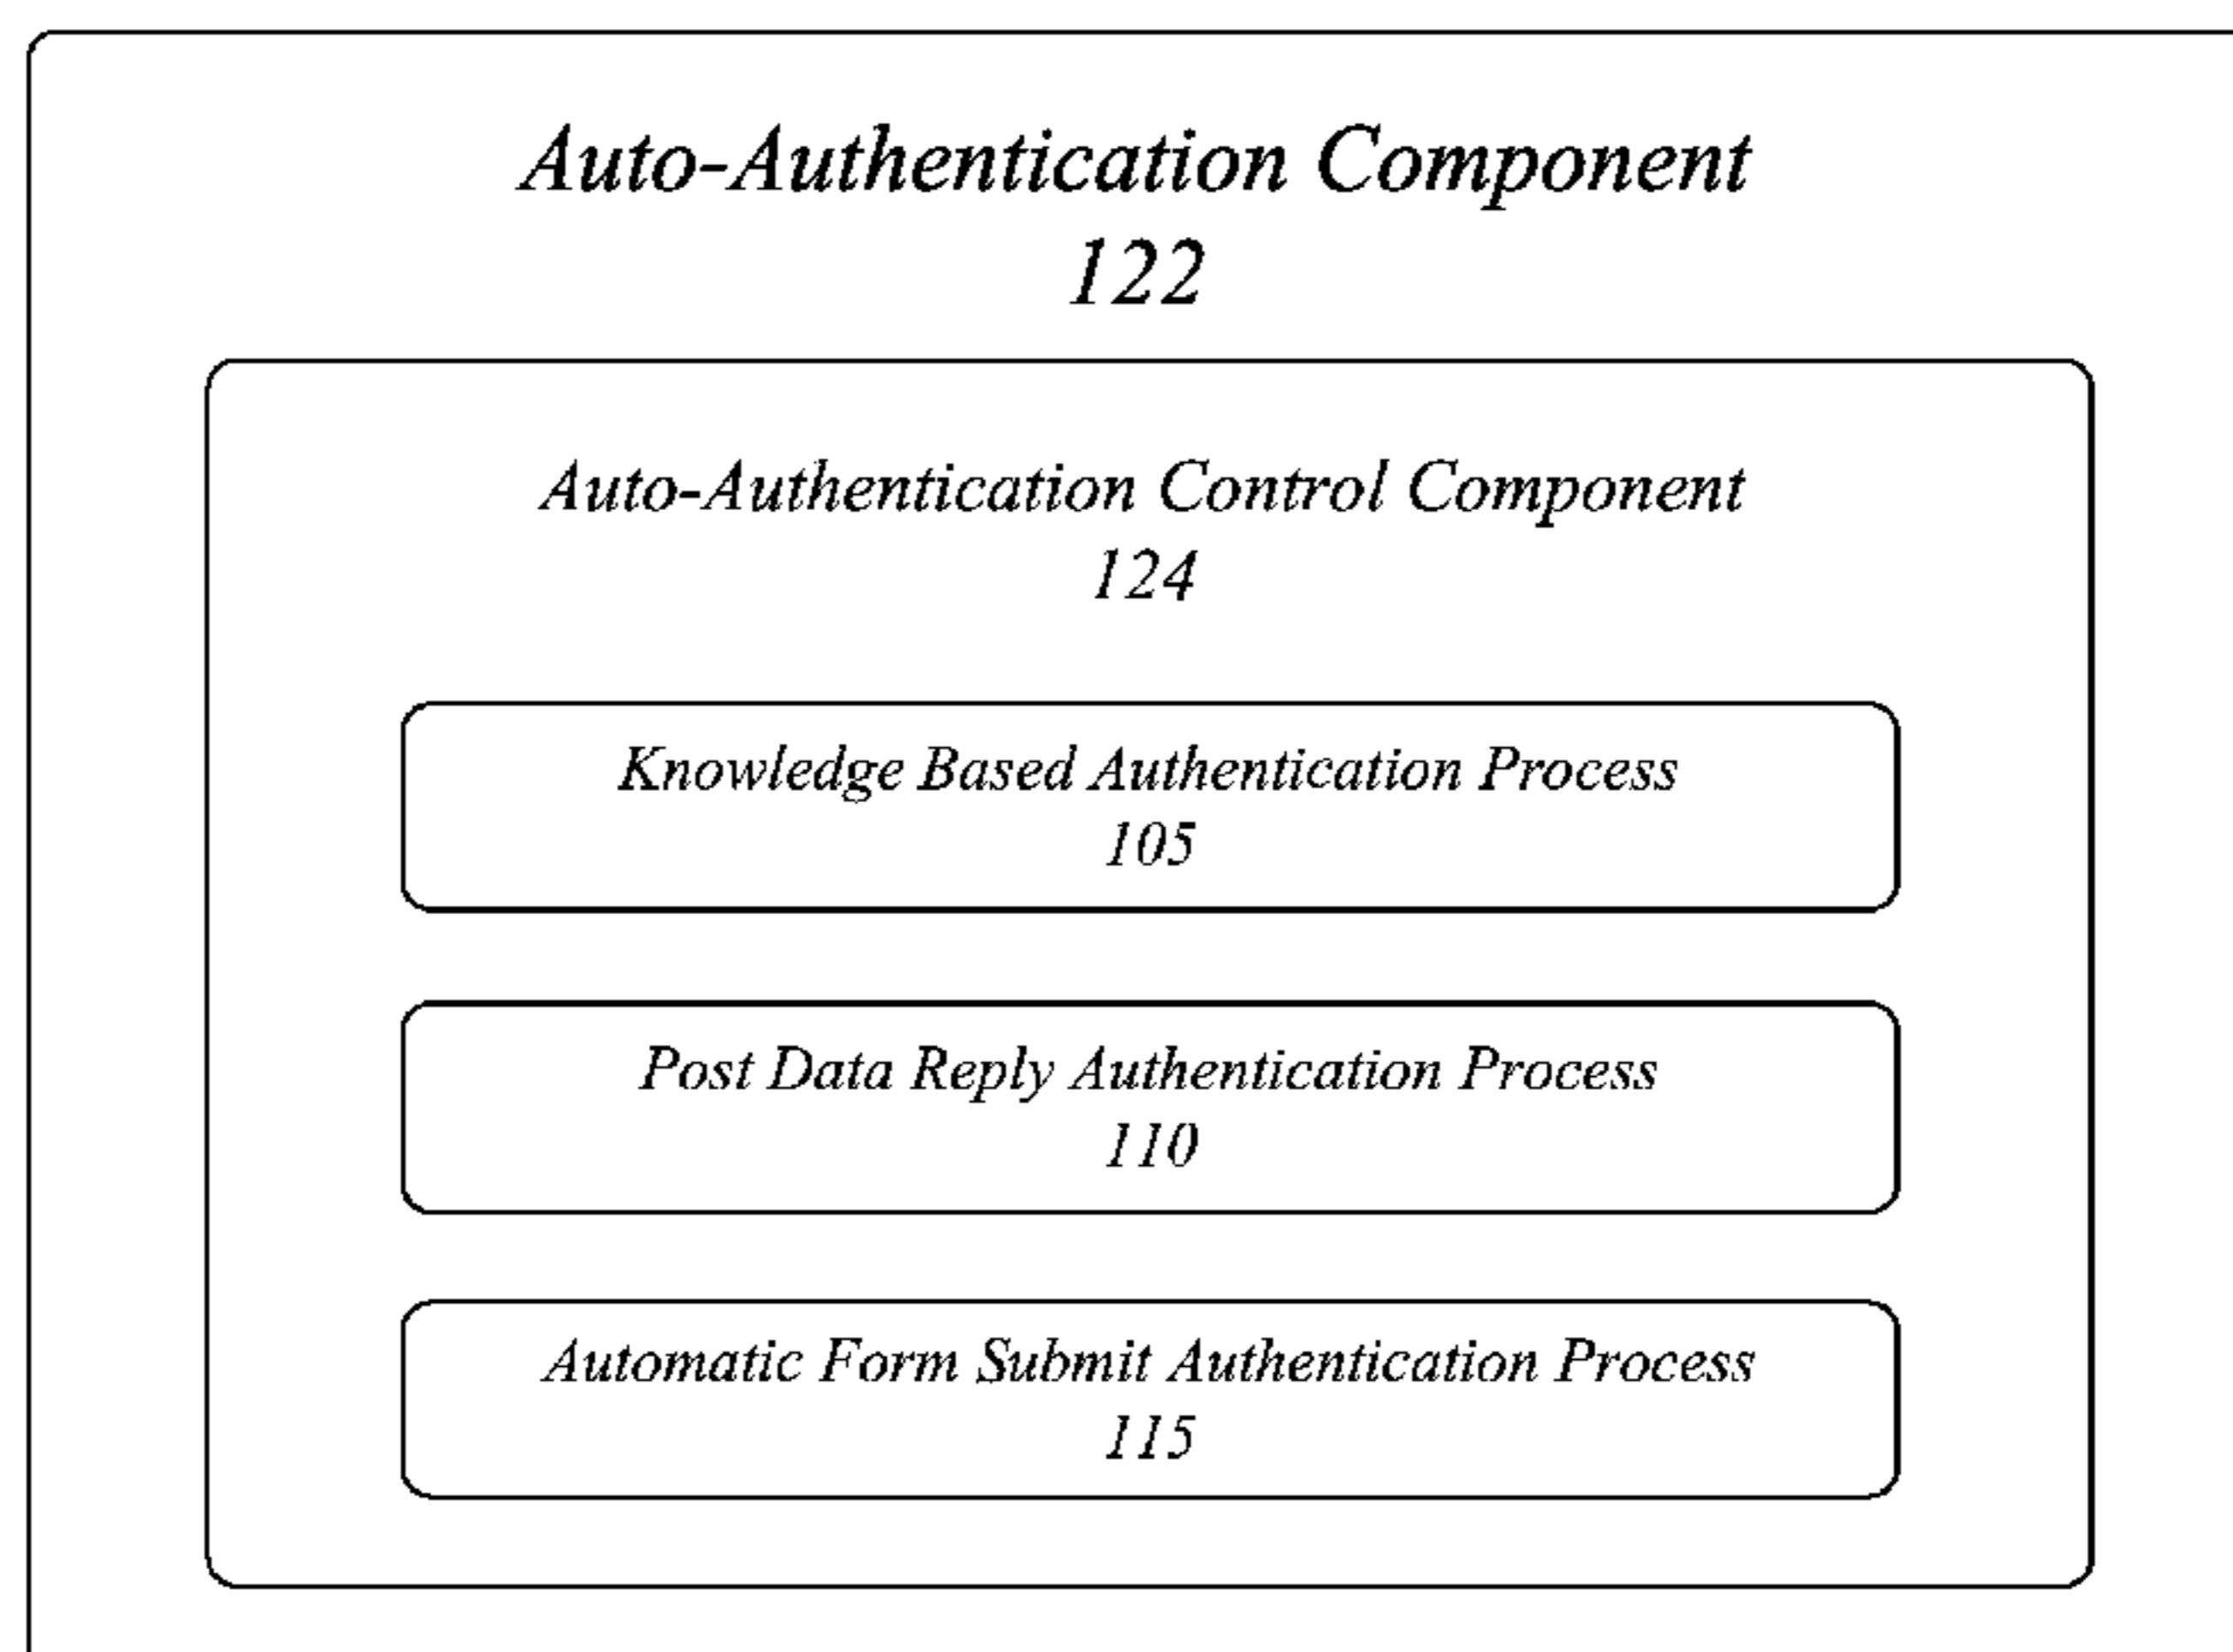 Auto-Authentication Component
122
Auto-Authentication Control Component
124
Knowledge Based Authentication Process
105
Post Data Reply Authentication Process
110
Automatic Form Submit Authentication Process
115